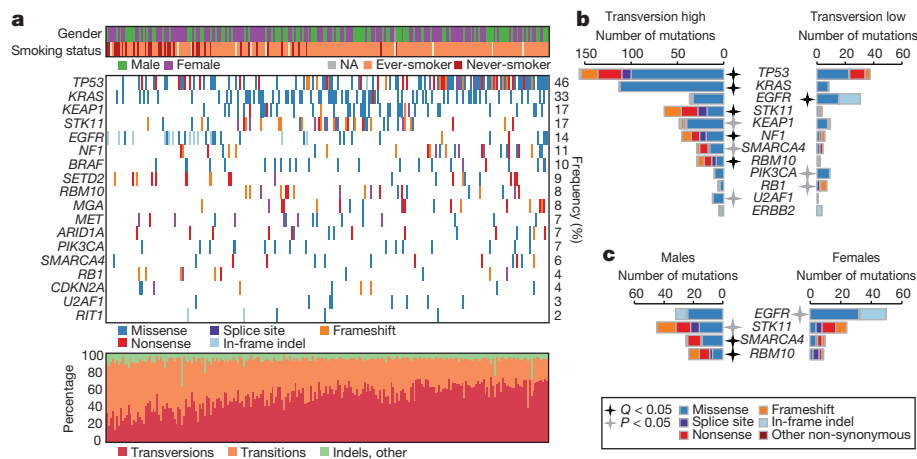 a
Gender
Smoking status
Male Female NA Ever-smoker Never-smoker
TP53 46
KRAS 33
KEAP1 17
STK11 17
EGFR 14
NF1 11
BRAF 10
SETD2 9
RBM10 8
MGA 8
MET 7
ARID1A 7
PIK3CA 7
SMARCA4 6
RB1 4
CDKN2A 4
U2AF1 3
RIT1 2
Frequency (%)
Missense Splice site Frameshift
Nonsense In-frame indel
Percentage
100
80
60
40
20
0
Transversions Transitions Indels, other
b
Transversion high Transversion low
Number of mutations Number of mutations
150 100 50 0 0 20 40 60
TP53
KRAS
EGFR
STK11
KEAP1
NF1
SMARCA4
RBM10
PIK3CA
RB1
U2AF1
ERBB2
c
Males Females
Number of mutations Number of mutations
60 40 20 0 0 20 40 60
EGFR
STK11
SMARCA4
RBM10
Q < 0.05 Missense Frameshift
P < 0.05 Splice site In-frame indel
Nonsense Other non-synonymous